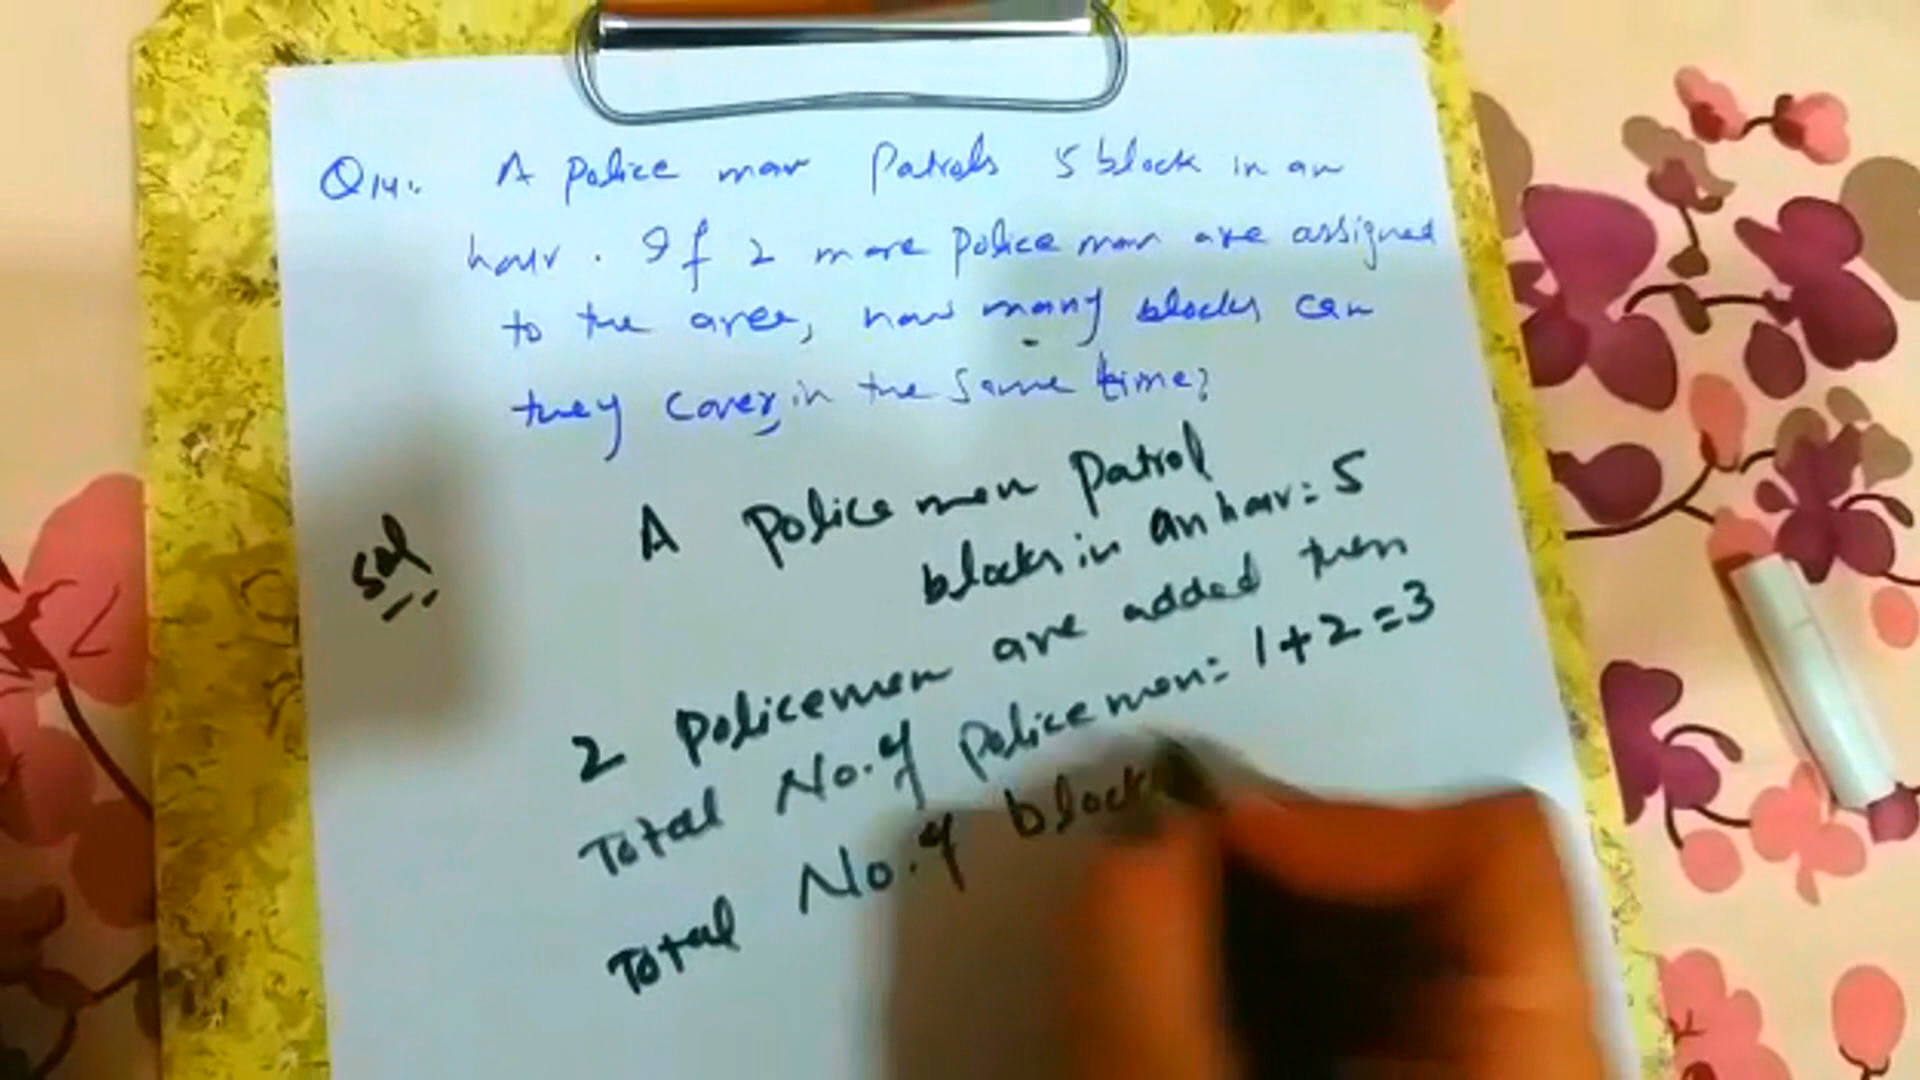 Q14. A police man Patrols 5 block in an
hour. If 2 more police man are assigned
to the area, how many blocks can
they cover, in the same time?
Sol A Policemen Patrol
blocks in an hour = 5
2 Policemen are added then
Total No. of policemen = 1+2 = 3
Total No. of block